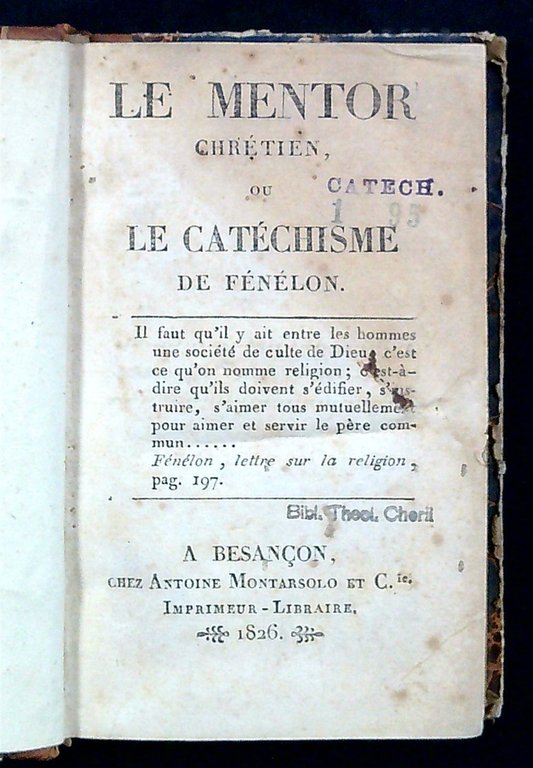 LE MENTOR
CHRÉTIEN,
OU
CATECH.
1 95
LE CATÉCHISME
DE FÉNÉLON.
Il faut qu'il y ait entre les hommes
une société de culte de Dieu, c'est
ce qu'on nomme religion; c'est-à-
dire qu'ils doivent s'édifier, s'ins-
truire, s'aimer tous mutuellement
pour aimer et servir le père com-
mun......
Fénélon, lettre sur la religion,
pag. 197.
Bibl. Theol. Cherii
A BESANÇON,
CHEZ ANTOINE MONTARSOLO ET C.ie,
IMPRIMEUR-LIBRAIRE,
1826.